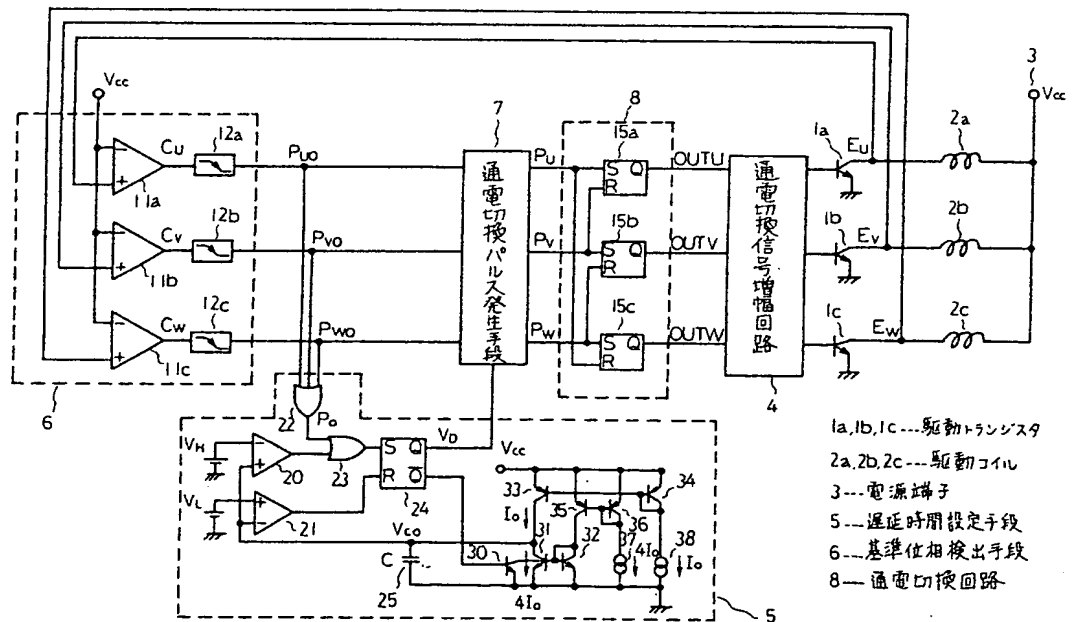 Vcc
6
11a
11b
11c
CU
CV
CW
12a
12b
12c
PUO
PVO
PWO
7
通電切換パルス発生手段
PU
PV
PW
8
15a
S Q
R
15b
S Q
R
15c
S Q
R
OUTU
OUTV
OUTW
通電切換信号増幅回路
4
1a
1b
1c
EU
EV
EW
2a
2b
2c
3
Vcc
22
Po
23
VH
VL
20
21
S Q
R Q̄
24
VD
Vcc
Vco
C
25
30
31
32
33
34
35
36
37
38
Io
4Io
4Io
Io
5
1a,1b,1c---駆動トランジスタ
2a,2b,2c---駆動コイル
3---電源端子
5---遅延時間設定手段
6---基準位相検出手段
8---通電切換回路